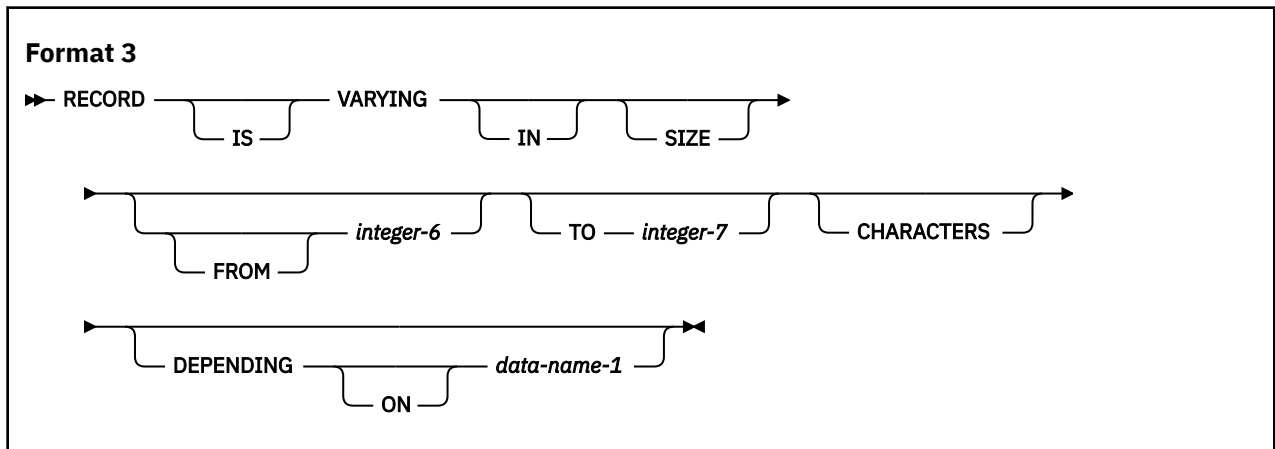 Format 3
RECORD VARYING
IS IN SIZE
integer-6 TO integer-7 CHARACTERS
FROM
DEPENDING data-name-1
ON